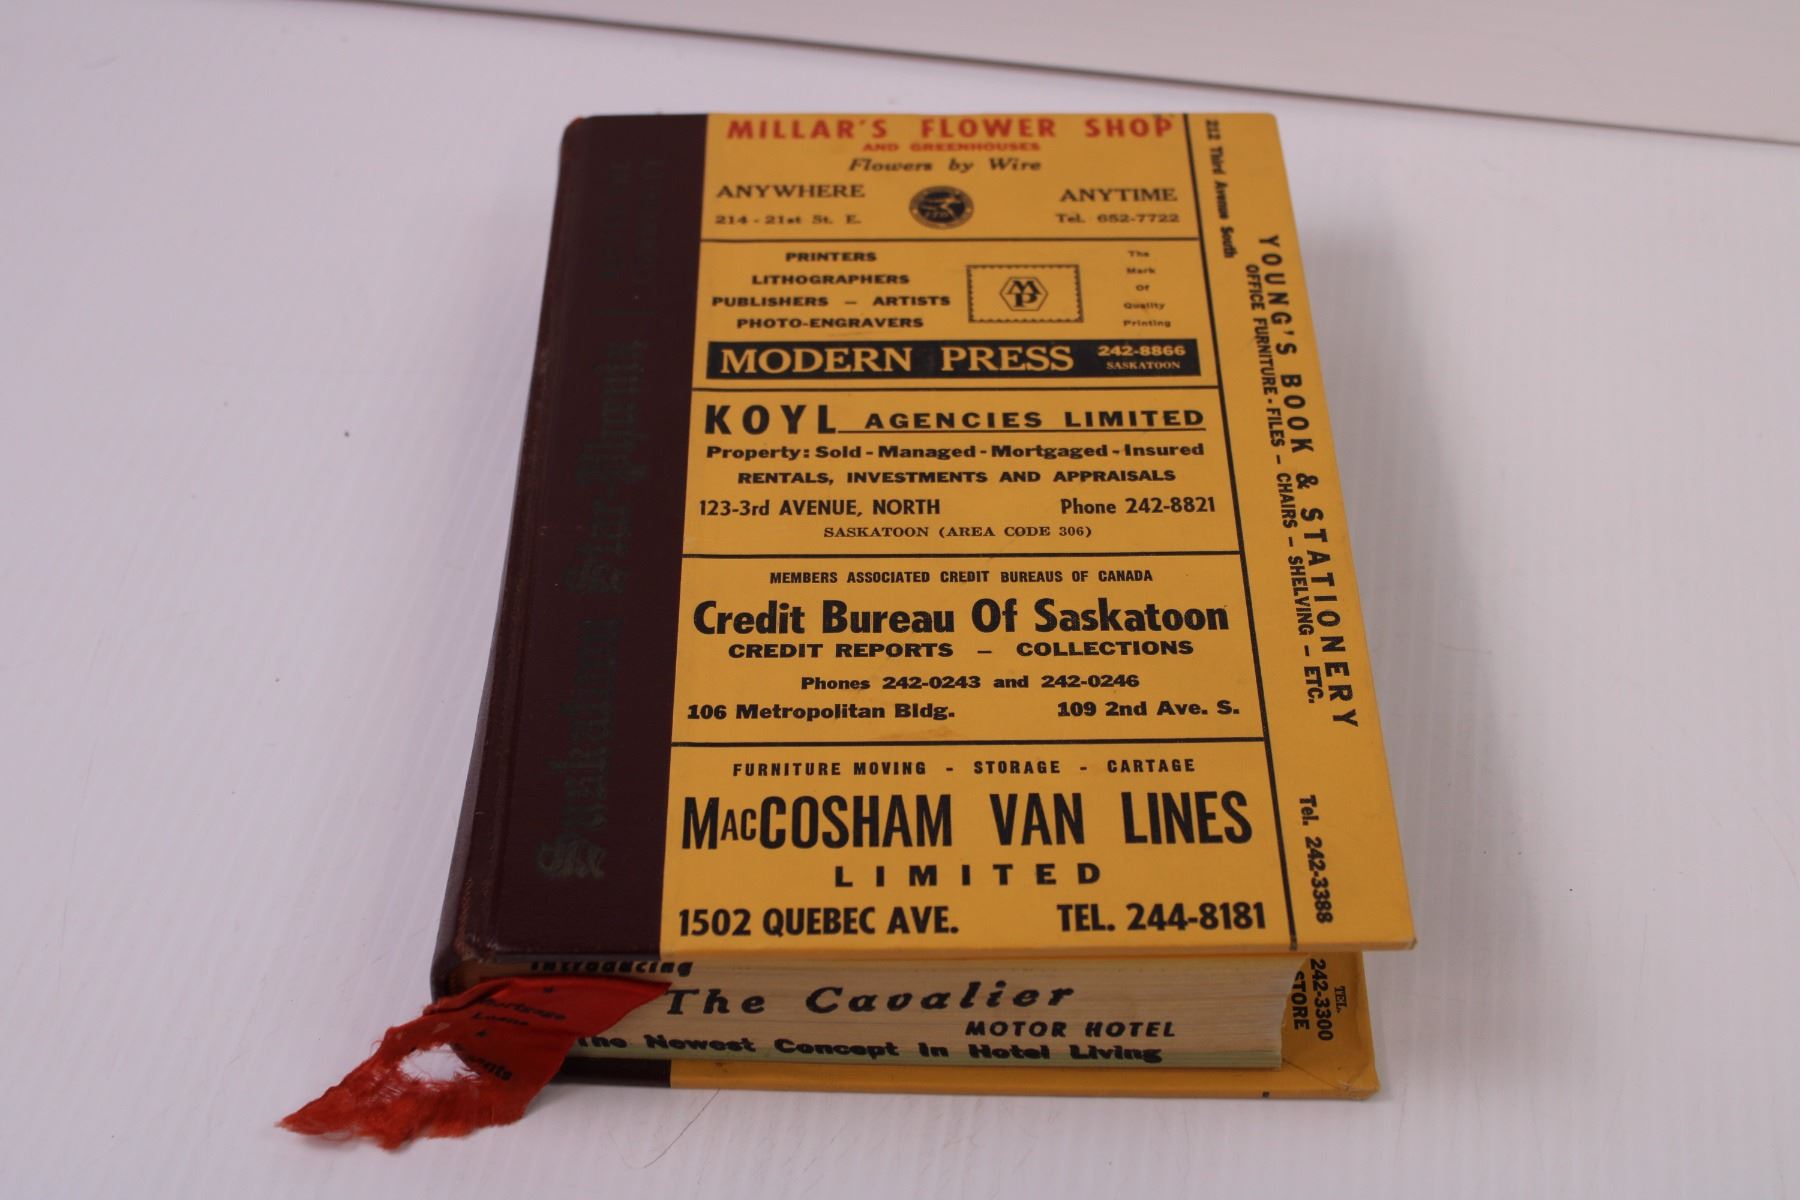 MILLAR'S FLOWER SHOP
AND GREENHOUSES
Flowers by Wire
ANYWHERE ANYTIME
214 - 21st St. E. Tel. 652-7722
PRINTERS
LITHOGRAPHERS
PUBLISHERS — ARTISTS
PHOTO-ENGRAVERS
MP
The
Mark
Of
Quality
Printing
MODERN PRESS 242-8866
SASKATOON
KOYL AGENCIES LIMITED
Property: Sold - Managed - Mortgaged - Insured
RENTALS, INVESTMENTS AND APPRAISALS
123-3rd AVENUE, NORTH Phone 242-8821
SASKATOON (AREA CODE 306)
MEMBERS ASSOCIATED CREDIT BUREAUS OF CANADA
Credit Bureau Of Saskatoon
CREDIT REPORTS — COLLECTIONS
Phones 242-0243 and 242-0246
106 Metropolitan Bldg. 109 2nd Ave. S.
FURNITURE MOVING - STORAGE - CARTAGE
MacCOSHAM VAN LINES
LIMITED
1502 QUEBEC AVE. TEL. 244-8181
YOUNG'S BOOK & STATIONERY
OFFICE FURNITURE - FILES — CHAIRS — SHELVING — ETC.
212 Third Avenue South Tel. 242-3388
Saskatoon Star-Phoenix
Introducing
The Cavalier
MOTOR HOTEL
The Newest Concept In Hotel Living
Mortgage
Loans
TEL.
242-3300
STORE